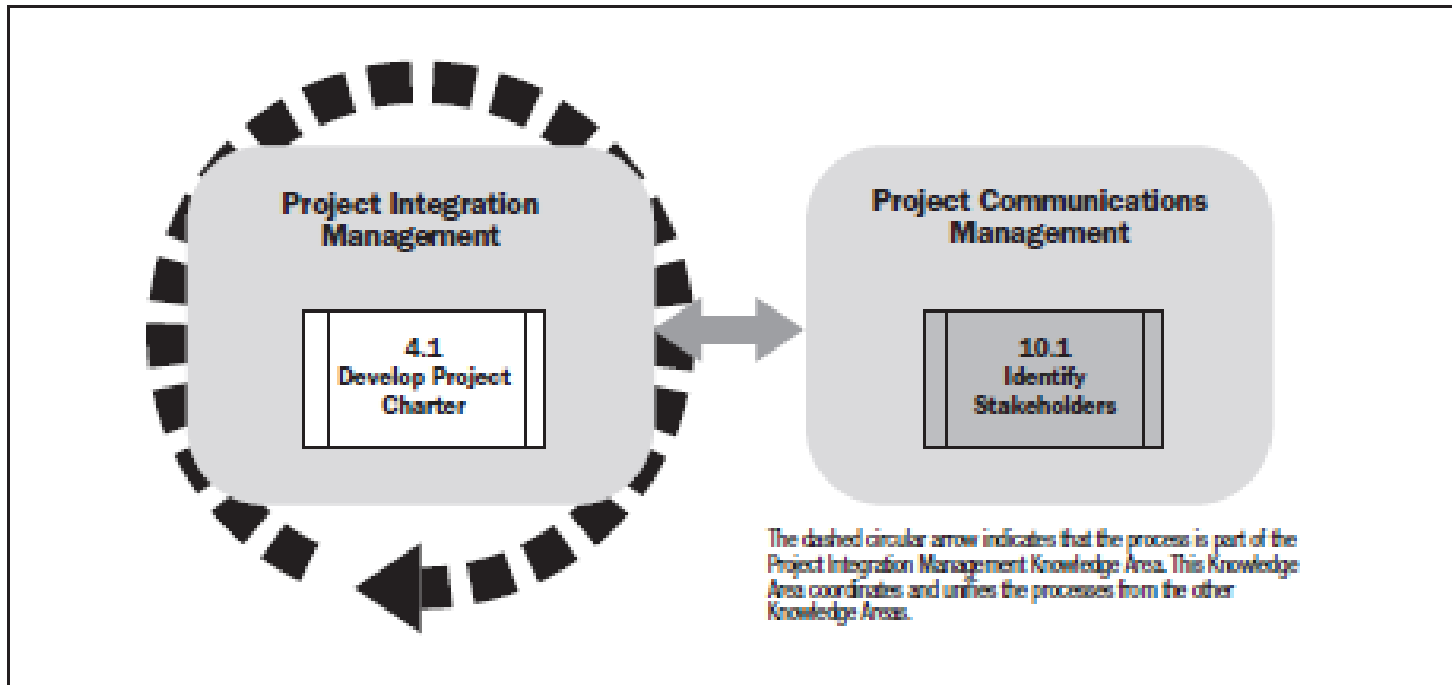 Project Integration
Management
4.1
Develop Project
Charter
Project Communications
Management
10.1
Identify
Stakeholders
The dashed circular arrow indicates that the process is part of the
Project Integration Management Knowledge Area. This Knowledge
Area coordinates and unifies the processes from the other
Knowledge Areas.